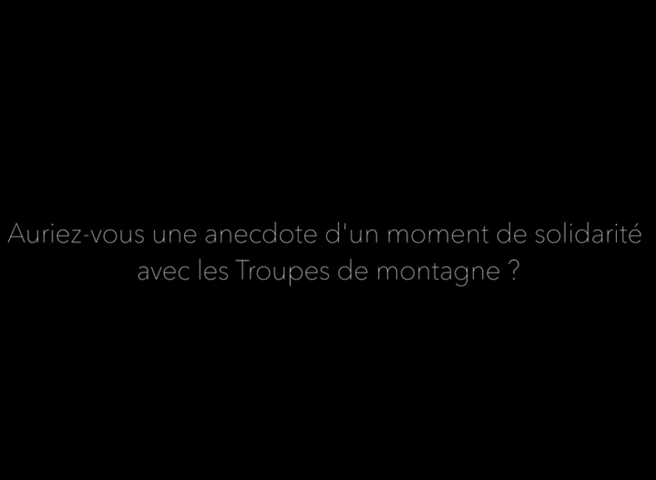 Auriez-vous une anecdote d'un moment de solidarité
avec les Troupes de montagne ?